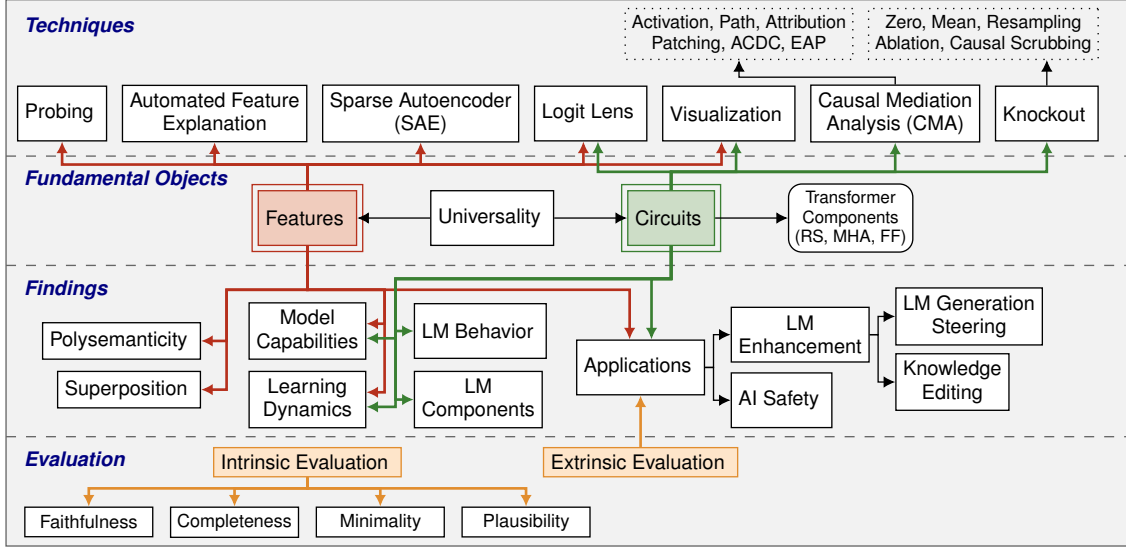 Techniques
Activation, Path, Attribution
Patching, ACDC, EAP
Zero, Mean, Resampling
Ablation, Causal Scrubbing
Probing
Automated Feature
Explanation
Sparse Autoencoder
(SAE)
Logit Lens
Visualization
Causal Mediation
Analysis (CMA)
Knockout
Fundamental Objects
Features
Universality
Circuits
Transformer
Components
(RS, MHA, FF)
Findings
Polysemanticity
Superposition
Model
Capabilities
Learning
Dynamics
LM Behavior
LM
Components
Applications
LM
Enhancement
AI Safety
LM Generation
Steering
Knowledge
Editing
Evaluation
Intrinsic Evaluation
Extrinsic Evaluation
Faithfulness
Completeness
Minimality
Plausibility